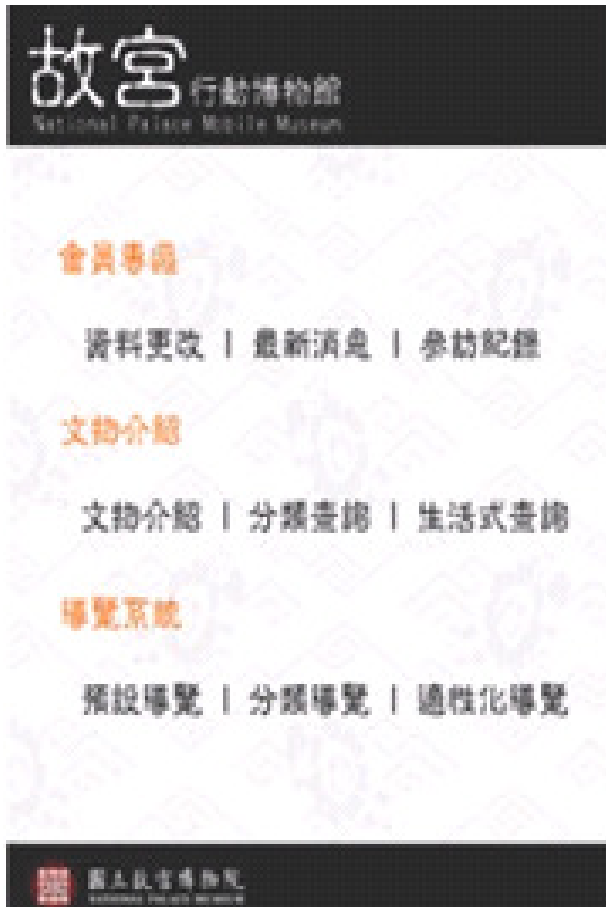 故宮 行動博物館
National Palace Mobile Museum
會員專區
資料更改 | 最新消息 | 參訪紀錄
文物介紹
文物介紹 | 分類查詢 | 生活式查詢
導覽系統
預設導覽 | 分類導覽 | 適性化導覽
國立故宮博物院
NATIONAL PALACE MUSEUM